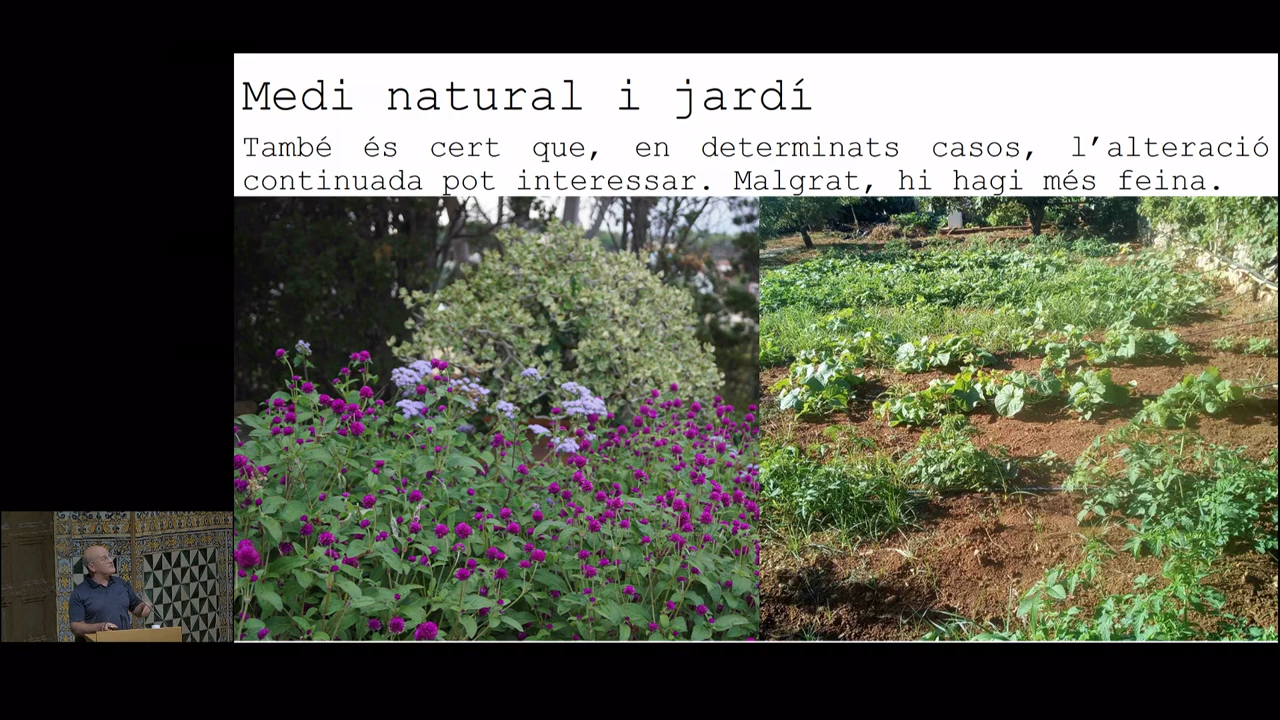 Medi natural i jardí
També és cert que, en determinats casos, l’alteració
continuada pot interessar. Malgrat, hi hagi més feina.